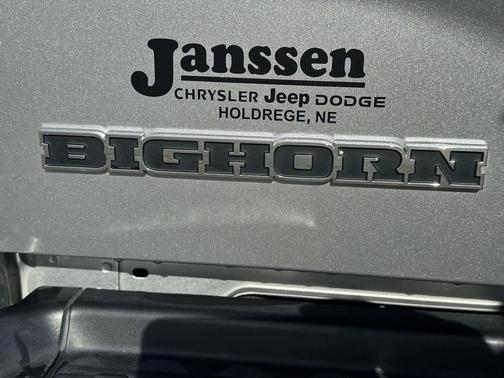 Janssen
CHRYSLER Jeep DODGE
HOLDREGE, NE
BIGHORN